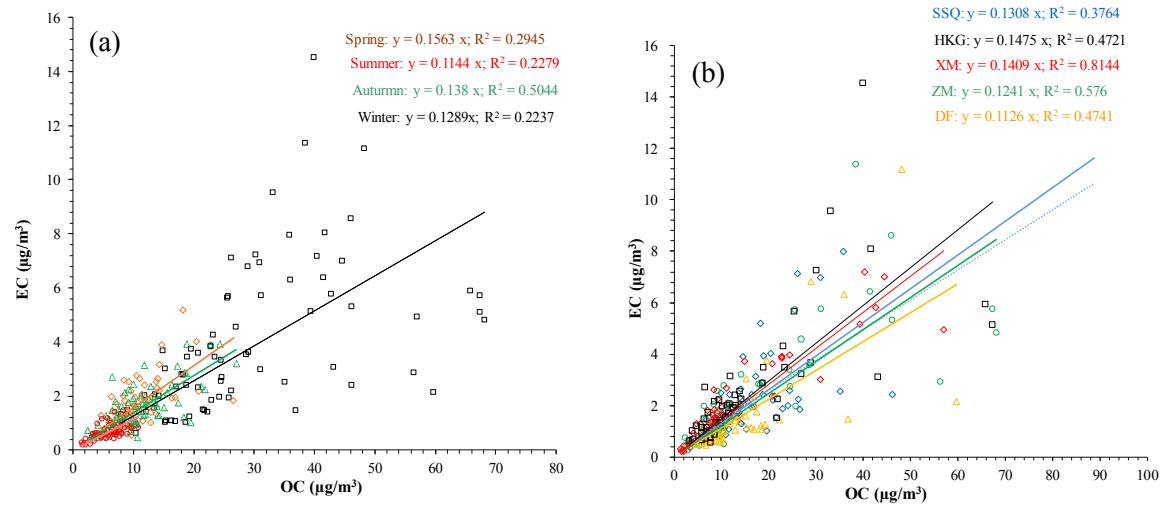 (a)
Spring: y = 0.1563 x; R² = 0.2945
Summer: y = 0.1144 x; R² = 0.2279
Auturmn: y = 0.138 x; R² = 0.5044
Winter: y = 0.1289x; R² = 0.2237
16
14
12
10
8
6
4
2
0
EC (µg/m³)
0 10 20 30 40 50 60 70 80
OC (µg/m³)
(b)
SSQ: y = 0.1308 x; R² = 0.3764
HKG: y = 0.1475 x; R² = 0.4721
XM: y = 0.1409 x; R² = 0.8144
ZM: y = 0.1241 x; R² = 0.576
DF: y = 0.1126 x; R² = 0.4741
16
14
12
10
8
6
4
2
0
EC (µg/m³)
0 10 20 30 40 50 60 70 80 90 100
OC (µg/m³)